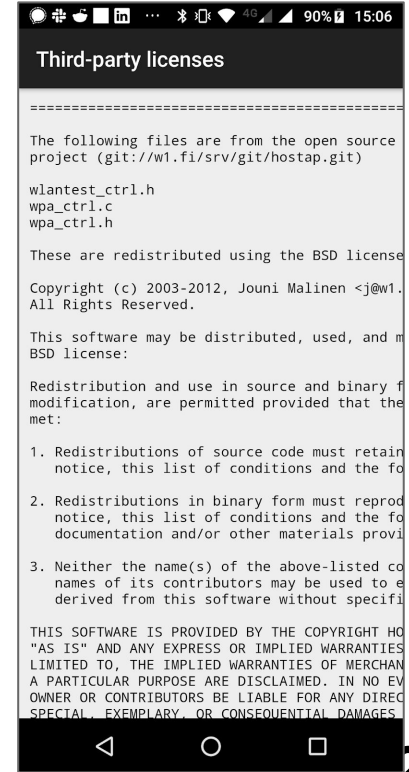 4G 90% 15:06
Third-party licenses
================================================
The following files are from the open source
project (git://w1.fi/srv/git/hostap.git)
wlantest_ctrl.h
wpa_ctrl.c
wpa_ctrl.h
These are redistributed using the BSD license
Copyright (c) 2003-2012, Jouni Malinen <j@w1.
All Rights Reserved.
This software may be distributed, used, and m
BSD license:
Redistribution and use in source and binary f
modification, are permitted provided that the
met:
1. Redistributions of source code must retain
notice, this list of conditions and the fo
2. Redistributions in binary form must reprod
notice, this list of conditions and the fo
documentation and/or other materials provi
3. Neither the name(s) of the above-listed co
names of its contributors may be used to e
derived from this software without specifi
THIS SOFTWARE IS PROVIDED BY THE COPYRIGHT HO
"AS IS" AND ANY EXPRESS OR IMPLIED WARRANTIES
LIMITED TO, THE IMPLIED WARRANTIES OF MERCHAN
A PARTICULAR PURPOSE ARE DISCLAIMED. IN NO EV
OWNER OR CONTRIBUTORS BE LIABLE FOR ANY DIREC
SPECIAL, EXEMPLARY, OR CONSEQUENTIAL DAMAGES